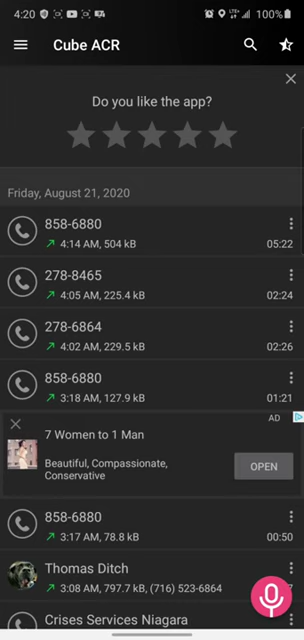 4:20
LTE+
100%
Cube ACR
Do you like the app?
Friday, August 21, 2020
858-6880
4:14 AM, 504 kB
05:22
278-8465
4:05 AM, 225.4 kB
02:24
278-6864
4:02 AM, 229.5 kB
02:26
858-6880
3:18 AM, 127.9 kB
01:21
AD
7 Women to 1 Man
Beautiful, Compassionate,
Conservative
OPEN
858-6880
3:17 AM, 78.8 kB
00:50
Thomas Ditch
3:08 AM, 797.7 kB, (716) 523-6864
Crises Services Niagara